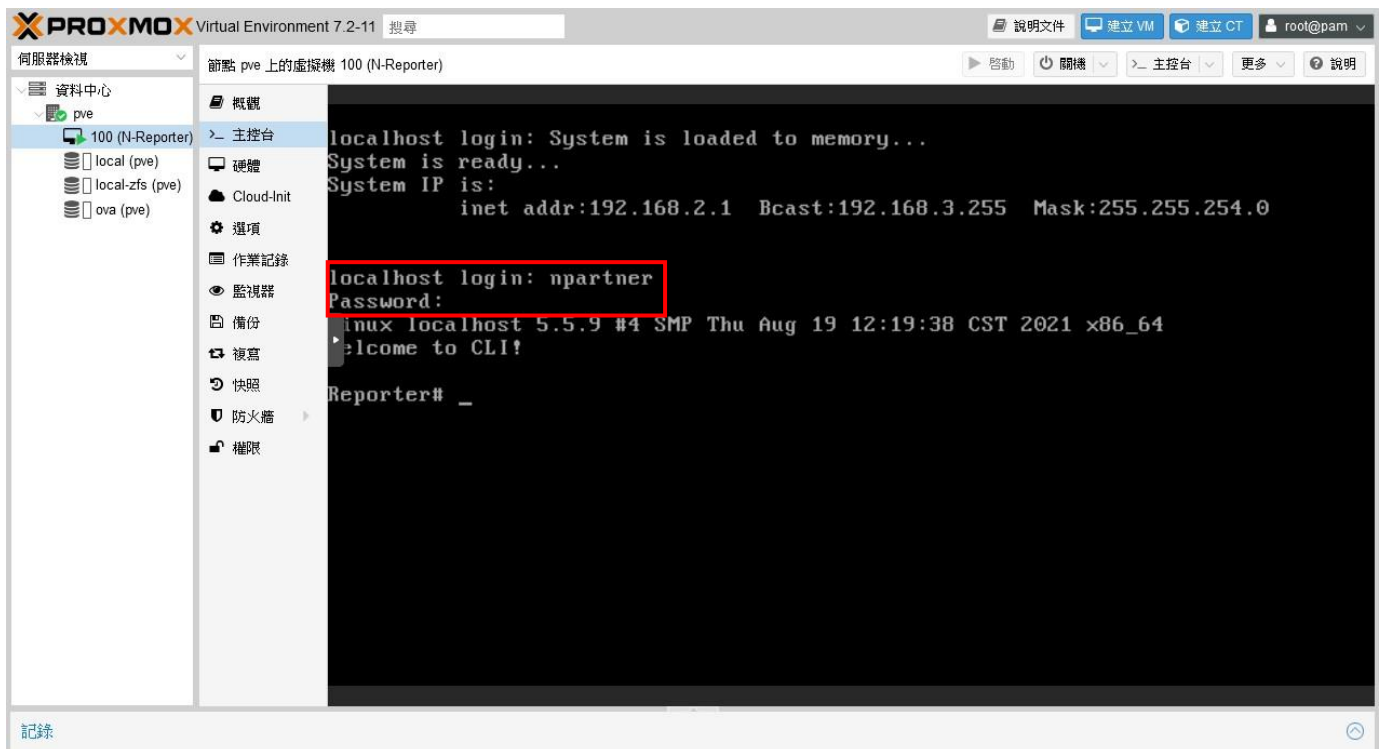 PROXMOX Virtual Environment 7.2-11 搜尋 說明文件 建立 VM 建立 CT root@pam
伺服器檢視
節點 pve 上的虛擬機 100 (N-Reporter) 啓動 關機 >_ 主控台 更多 說明
資料中心
pve
100 (N-Reporter)
local (pve)
local-zfs (pve)
ova (pve)
概觀
>_ 主控台
硬體
Cloud-Init
選項
作業記錄
監視器
備份
複寫
快照
防火牆
權限
localhost login: System is loaded to memory...
System is ready...
System IP is:
inet addr:192.168.2.1 Bcast:192.168.3.255 Mask:255.255.254.0
localhost login: npartner
Password:
inux localhost 5.5.9 #4 SMP Thu Aug 19 12:19:38 CST 2021 x86_64
elcome to CLI!
Reporter# _
記錄